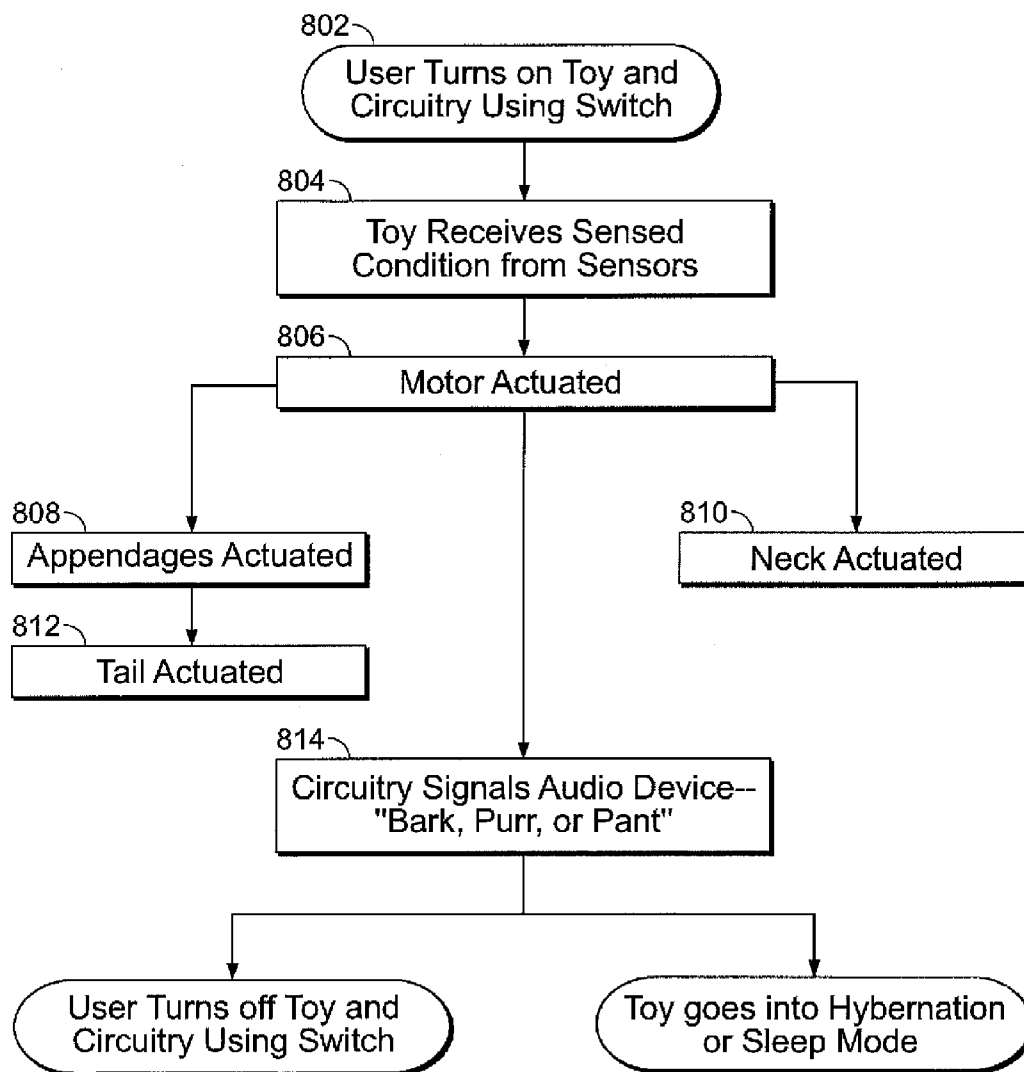 802
User Turns on Toy and
Circuitry Using Switch
804
Toy Receives Sensed
Condition from Sensors
806
Motor Actuated
808
Appendages Actuated
810
Neck Actuated
812
Tail Actuated
814
Circuitry Signals Audio Device--
"Bark, Purr, or Pant"
User Turns off Toy and
Circuitry Using Switch
Toy goes into Hybernation
or Sleep Mode